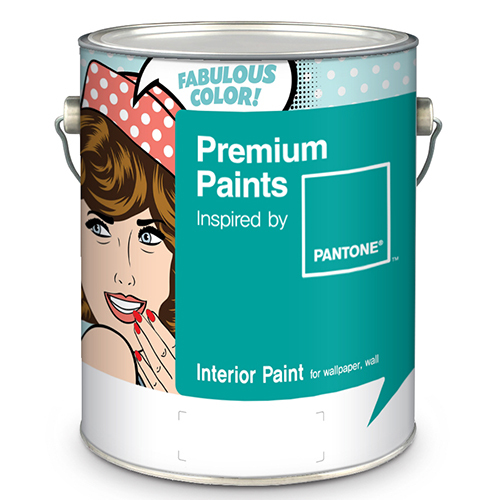 FABULOUS
COLOR!
Premium
Paints
Inspired by
PANTONE®
™
Interior Paint for wallpaper, wall